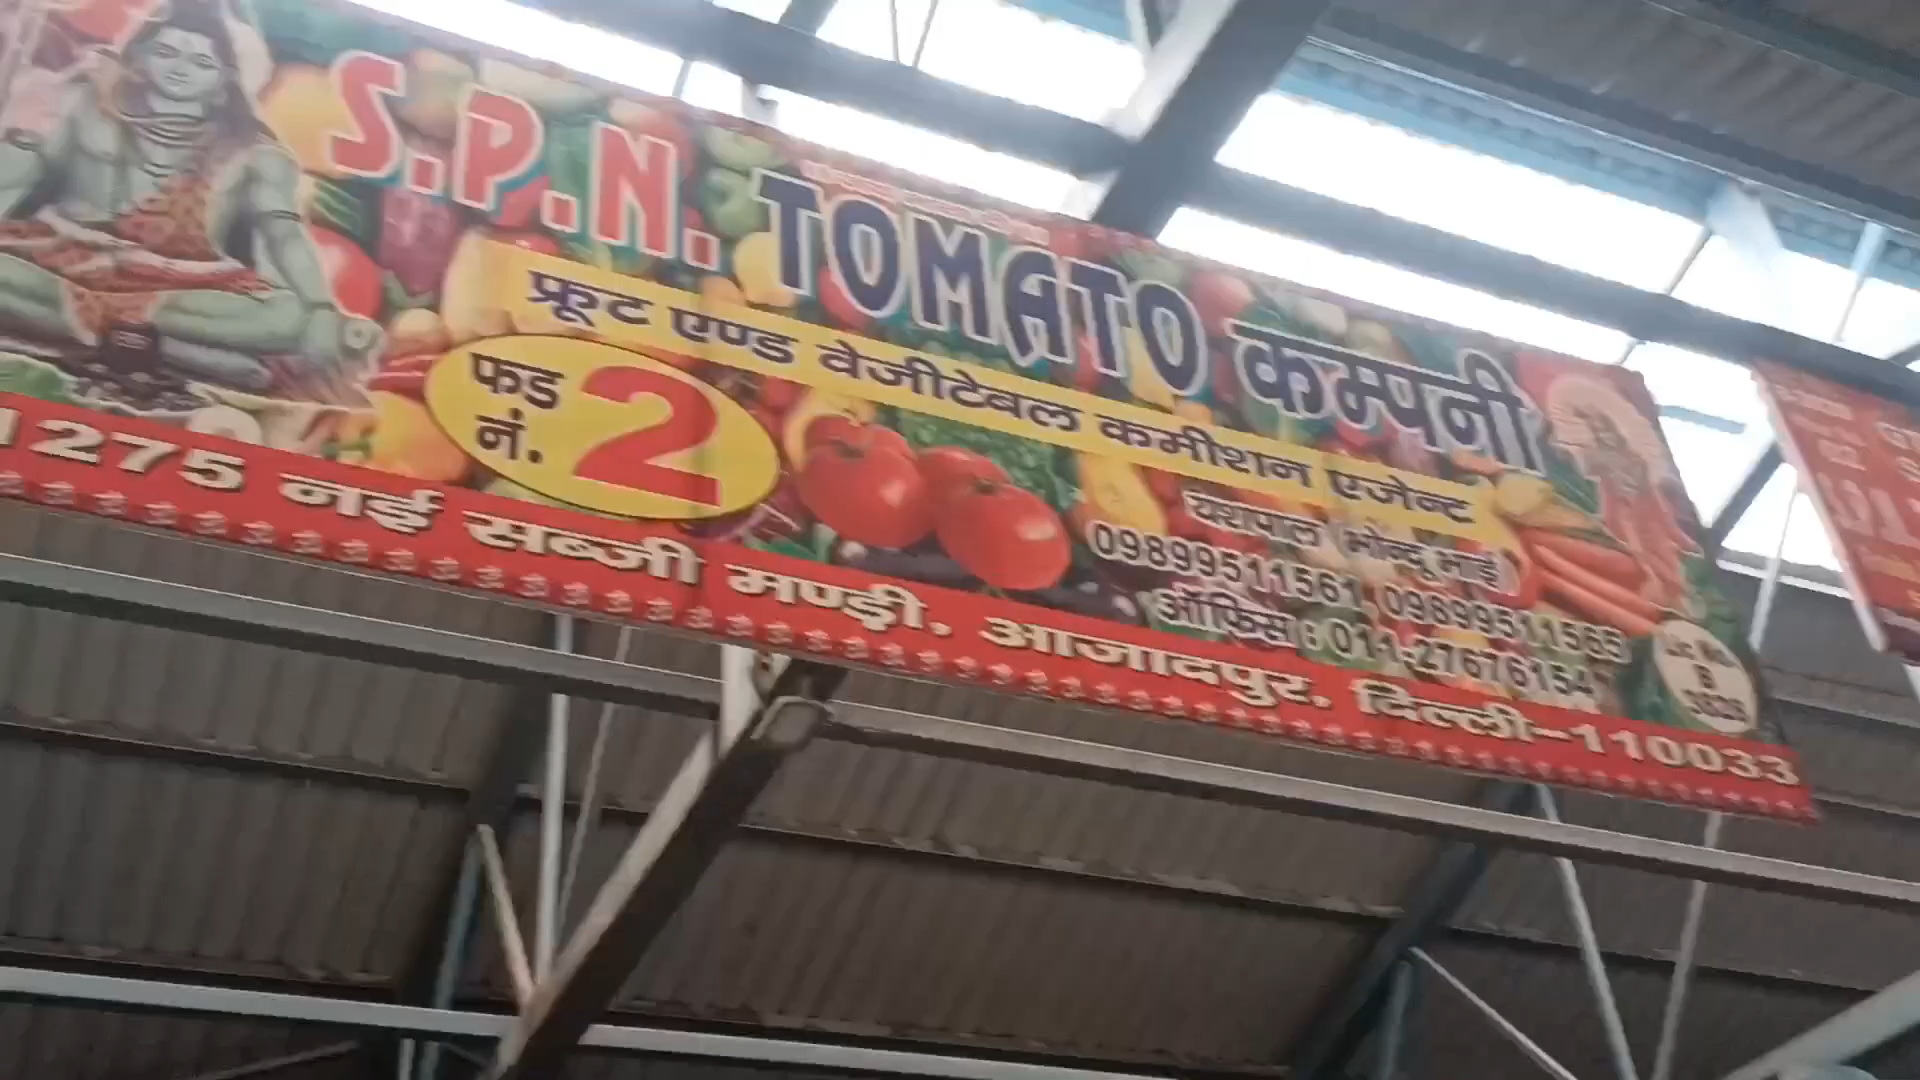 S.P.N. TOMATO कम्पनी
फ्रूट एण्ड वेजीटेबल कमीशन एजेन्ट
फड नं. 2
यशपाल (भोन्दू भाई)
09899511561, 09899511565
ऑफिस : 011-27676154
1275 नई सब्जी मण्ड़ी, आजादपुर, दिल्ली-110033